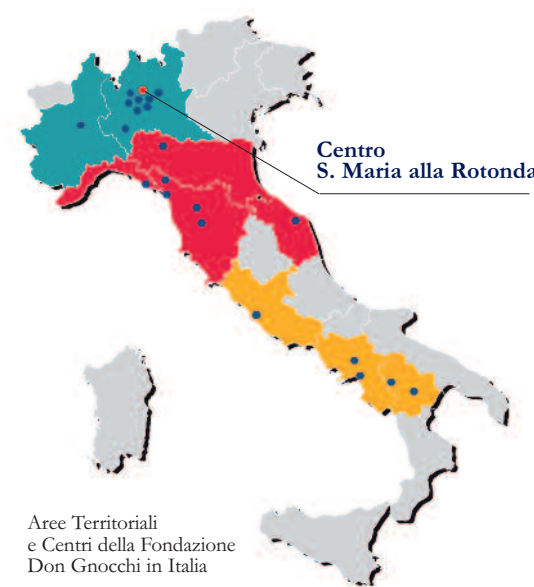 Centro
S. Maria alla Rotonda
Aree Territoriali
e Centri della Fondazione
Don Gnocchi in Italia